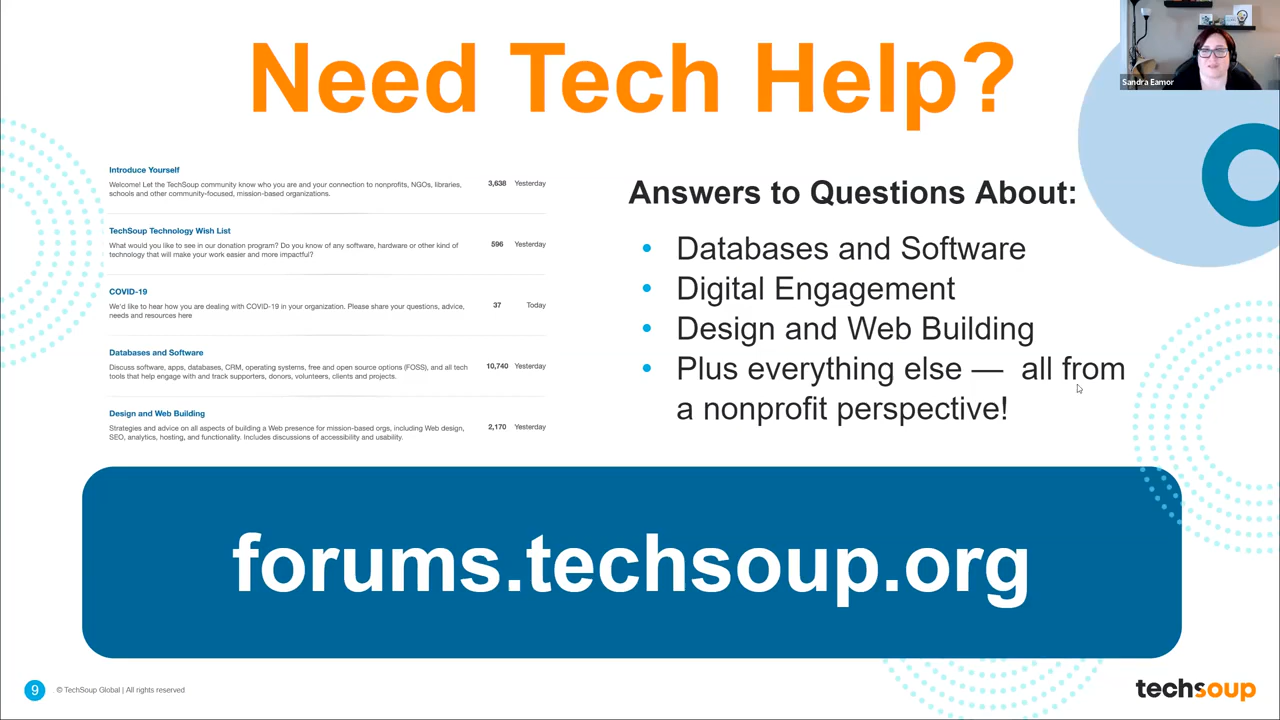 Need Tech Help?
Sandra Eamor
Introduce Yourself
Welcome! Let the TechSoup community know who you are and your connection to nonprofits, NGOs, libraries,
schools and other community-focused, mission-based organizations.
3,638 Yesterday
TechSoup Technology Wish List
What would you like to see in our donation program? Do you know of any software, hardware or other kind of
technology that will make your work easier and more impactful?
596 Yesterday
COVID-19
We'd like to hear how you are dealing with COVID-19 in your organization. Please share your questions, advice,
needs and resources here
37 Today
Databases and Software
Discuss software, apps, databases, CRM, operating systems, free and open source options (FOSS), and all tech
tools that help engage with and track supporters, donors, volunteers, clients and projects.
10,740 Yesterday
Design and Web Building
Strategies and advice on all aspects of building a Web presence for mission-based orgs, including Web design,
SEO, analytics, hosting, and functionality. Includes discussions of accessibility and usability.
2,170 Yesterday
Answers to Questions About:
• Databases and Software
• Digital Engagement
• Design and Web Building
• Plus everything else — all from
a nonprofit perspective!
forums.techsoup.org
9
© TechSoup Global | All rights reserved
techsoup